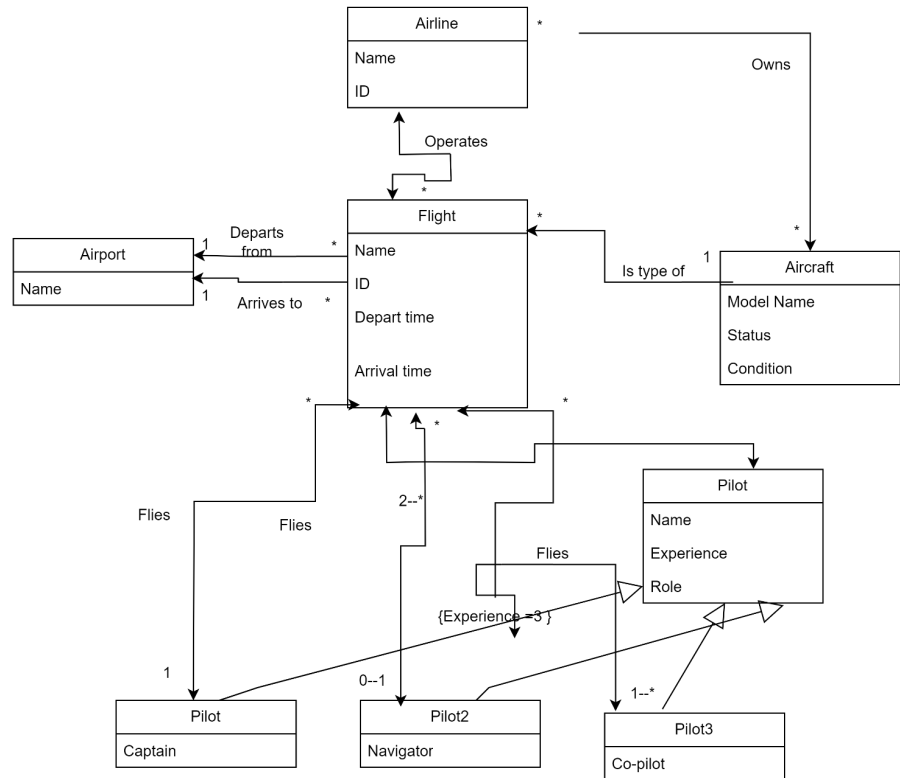 Airline
*
Name
ID
Owns
Operates
*
*
Flight
*
Airport
Name
1
Departs
from
*
Name
ID
Depart time
Arrival time
1
Arrives to
*
1
Is type of
Aircraft
Model Name
Status
Condition
*
*
*
Flies
Flies
2--*
Flies
{Experience =3 }
Pilot
Name
Experience
Role
1
0--1
1--*
Pilot
Captain
Pilot2
Navigator
Pilot3
Co-pilot